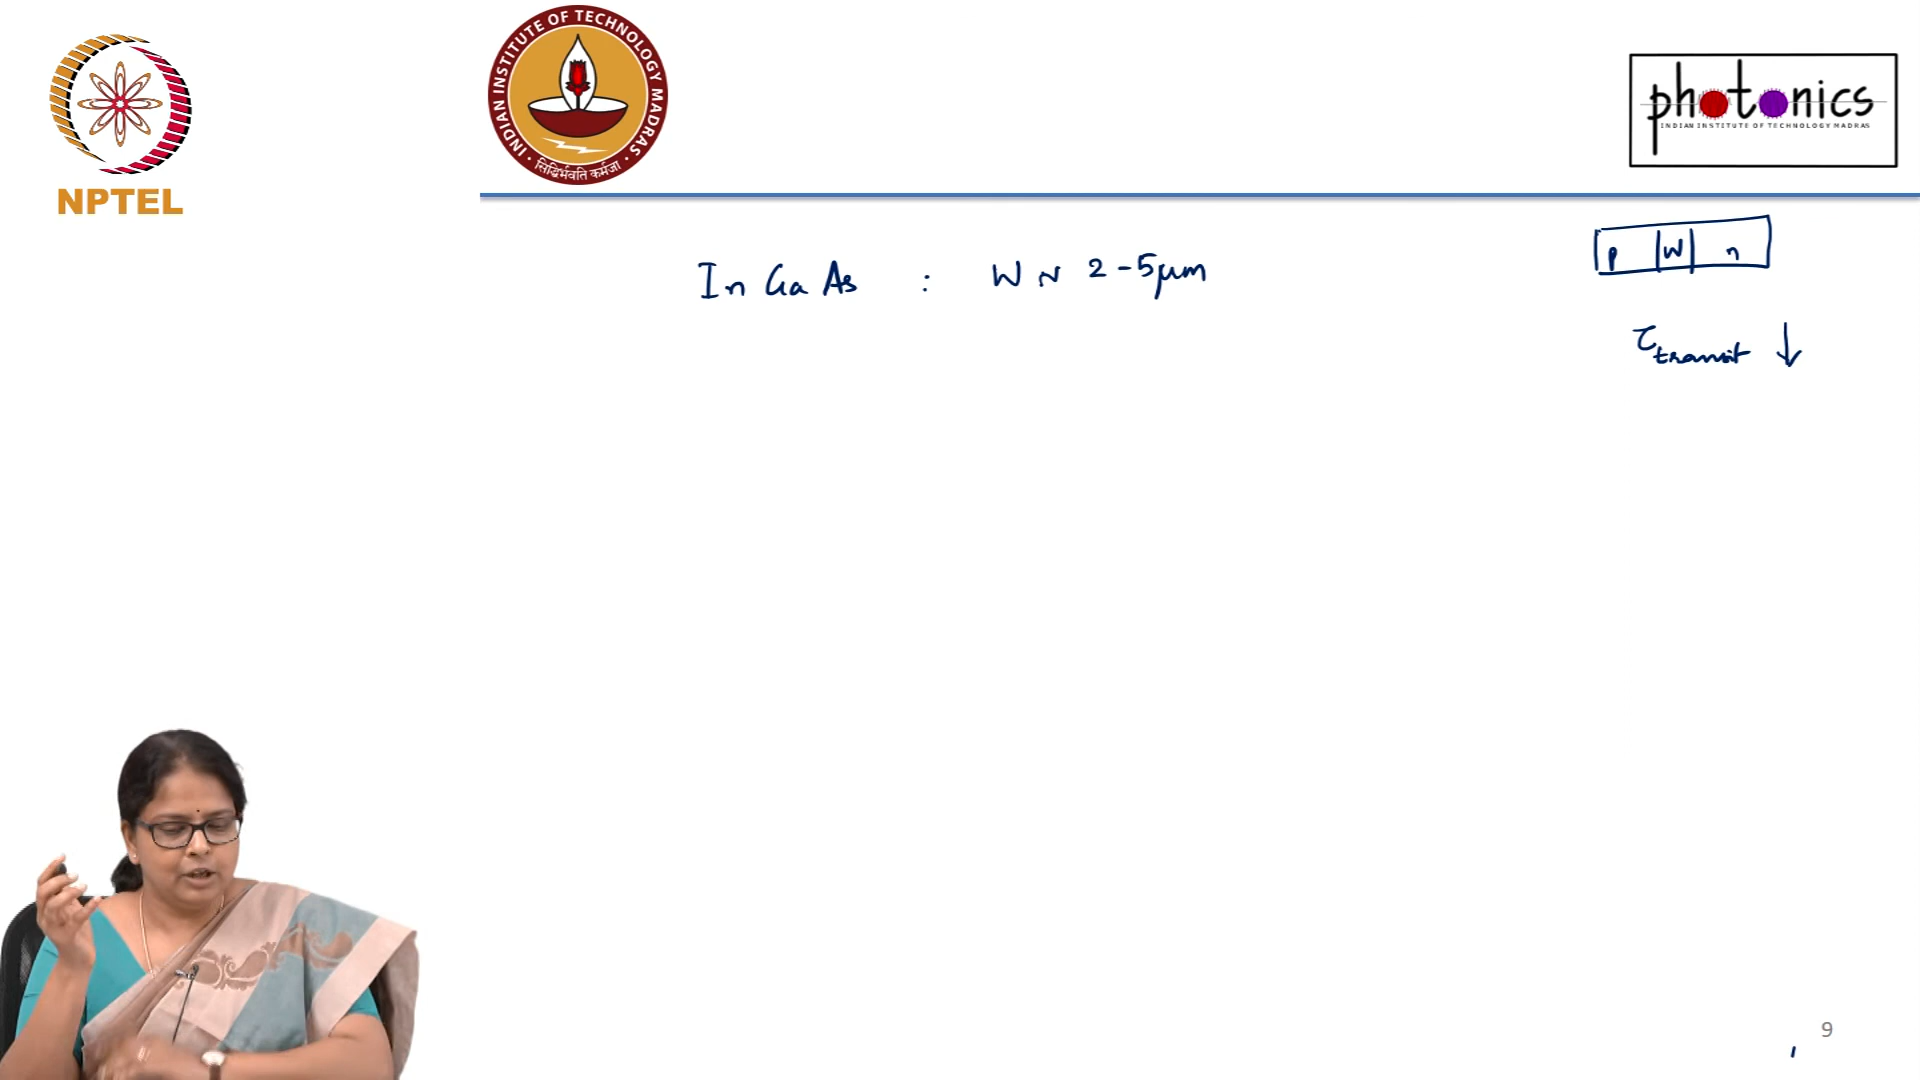 INDIAN INSTITUTE OF TECHNOLOGY MADRAS
सिद्धिर्भवति कर्मजा
NPTEL
photonics
INDIAN INSTITUTE OF TECHNOLOGY MADRAS
p W n
InGaAs : W ~ 2-5μm
τtransit ↓
9